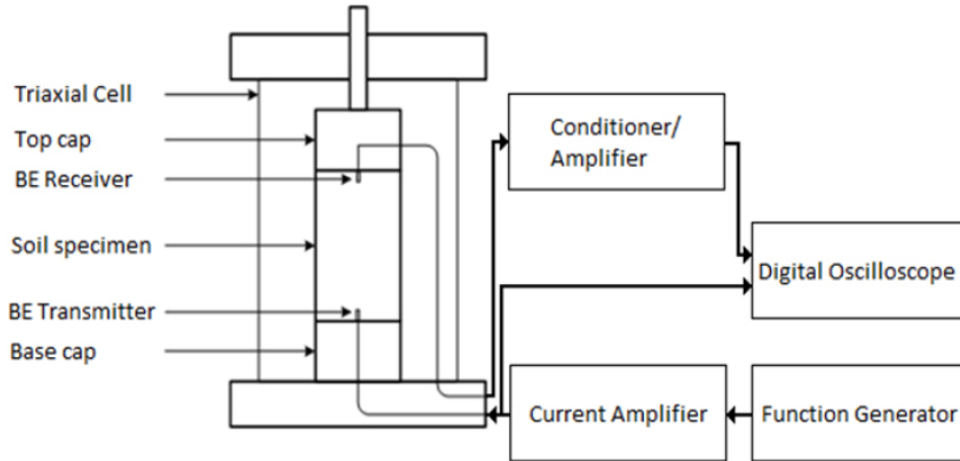 Triaxial Cell
Top cap
BE Receiver
Soil specimen
BE Transmitter
Base cap
Conditioner/
Amplifier
Digital Oscilloscope
Current Amplifier
Function Generator